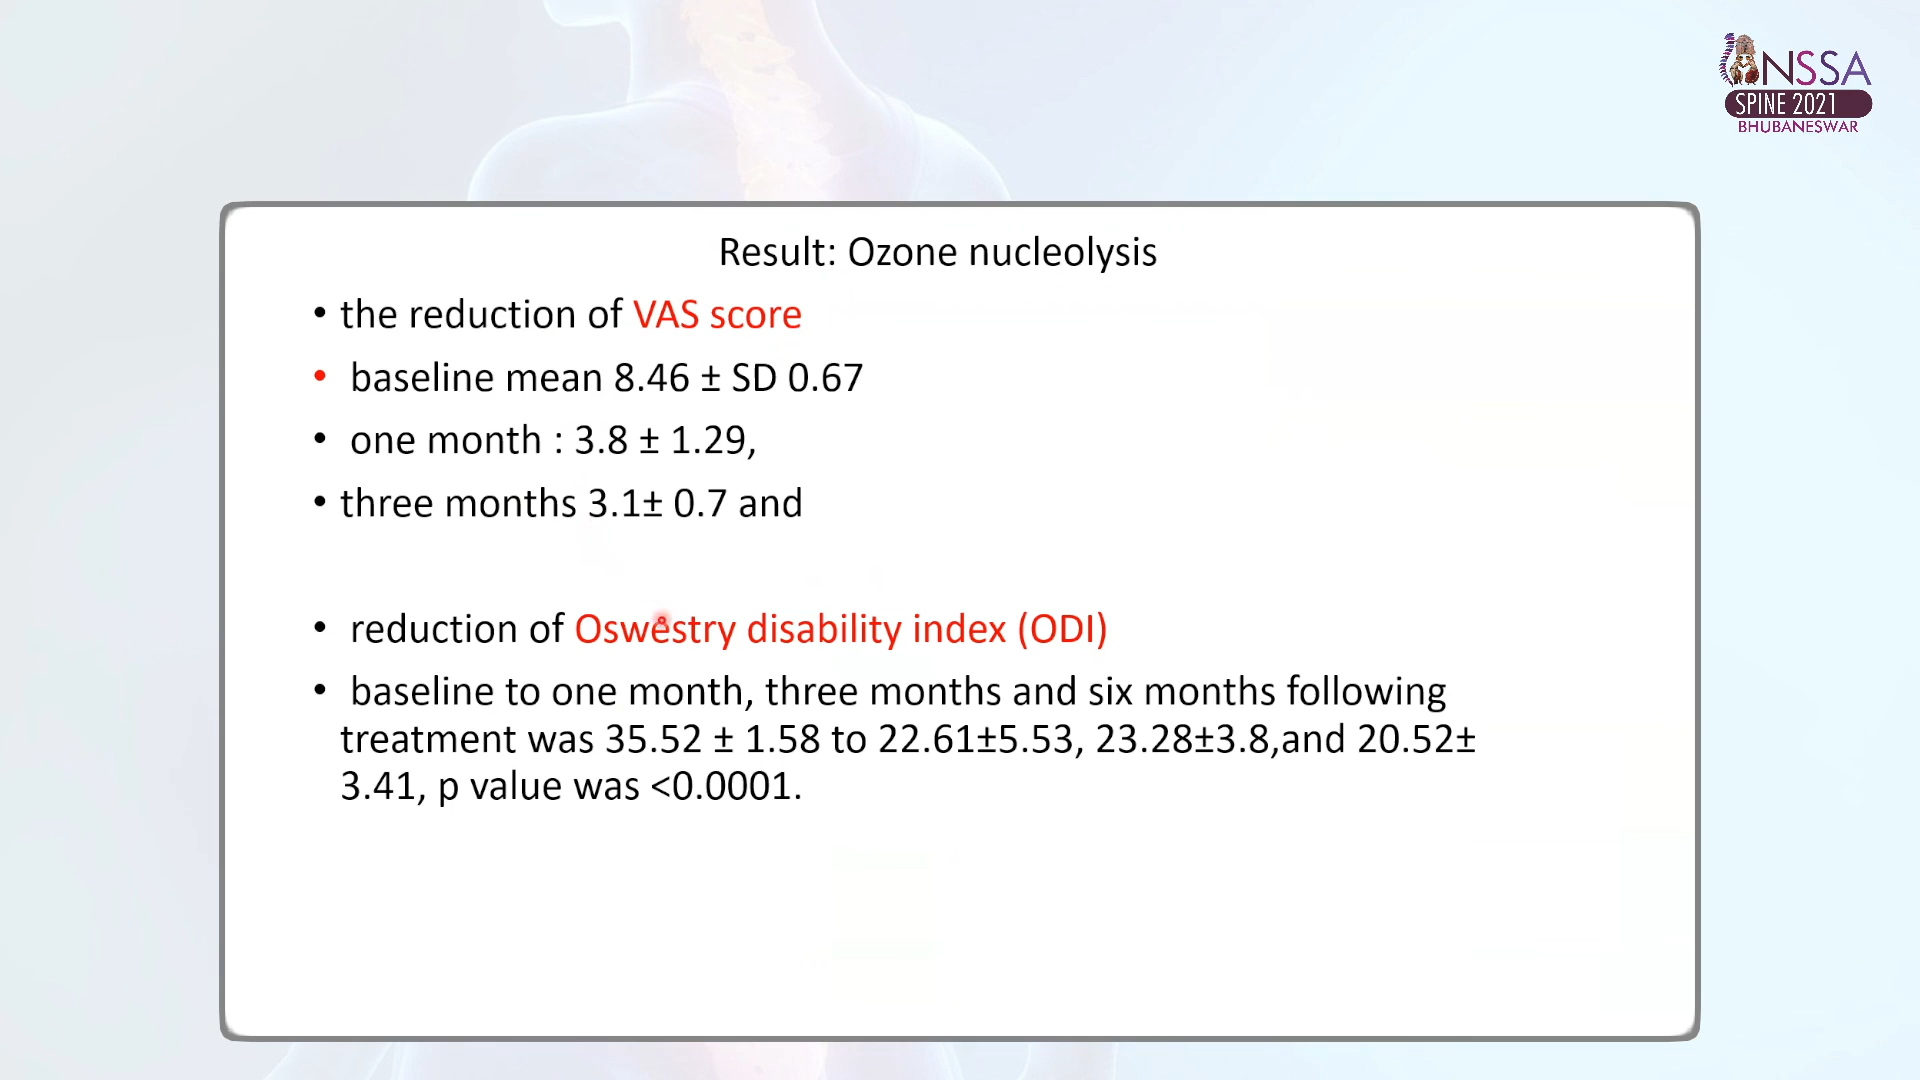 NSSA
SPINE 2021
BHUBANESWAR
Result: Ozone nucleolysis
• the reduction of VAS score
• baseline mean 8.46 ± SD 0.67
• one month : 3.8 ± 1.29,
• three months 3.1± 0.7 and
• reduction of Oswestry disability index (ODI)
• baseline to one month, three months and six months following
treatment was 35.52 ± 1.58 to 22.61±5.53, 23.28±3.8,and 20.52±
3.41, p value was <0.0001.